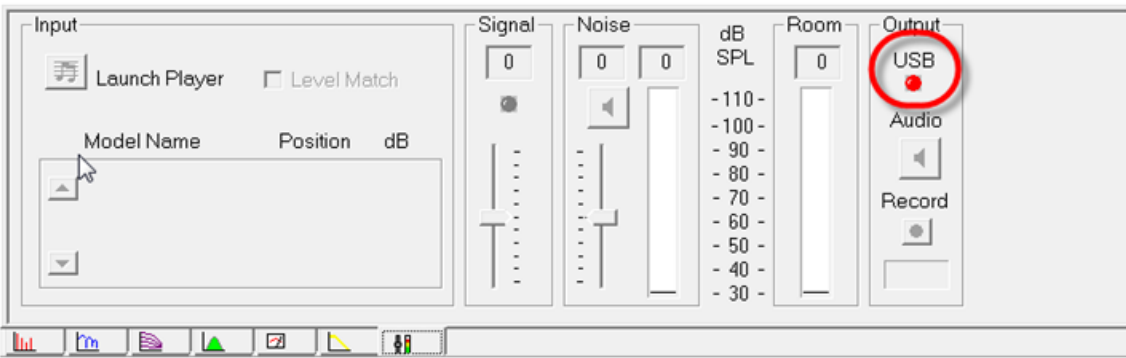 Input
Launch Player
Level Match
Model Name Position dB
Signal
0
Noise
0 0
dB
SPL
-110-
-100-
- 90 -
- 80 -
- 70 -
- 60 -
- 50 -
- 40 -
- 30 -
Room
0
Output
USB
Audio
Record